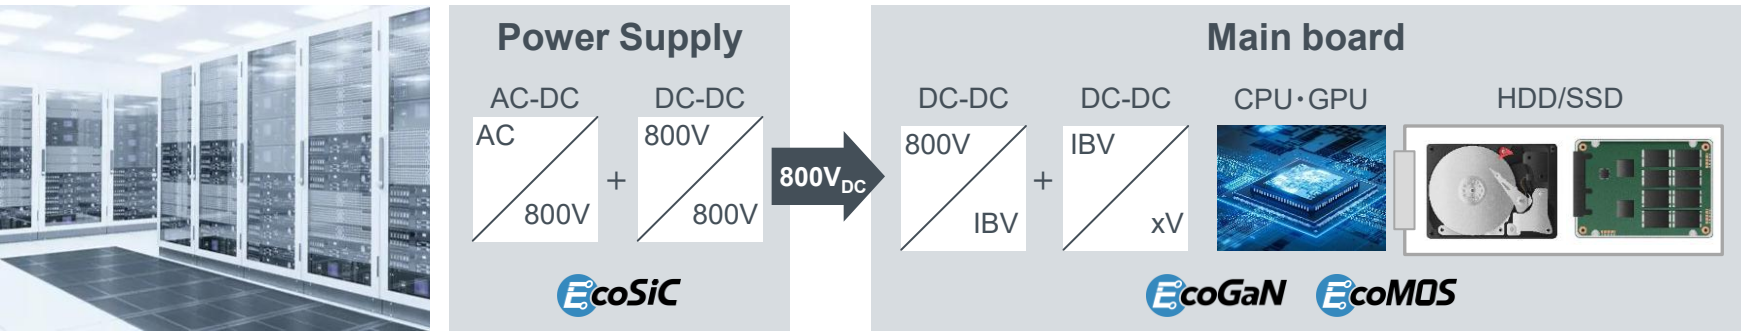 Power Supply
AC-DC
DC-DC
AC
800V
800V
800V
+
EcoSiC
800VDC
Main board
DC-DC
DC-DC
CPU・GPU
HDD/SSD
800V
IBV
+
IBV
xV
EcoGaN
EcoMOS